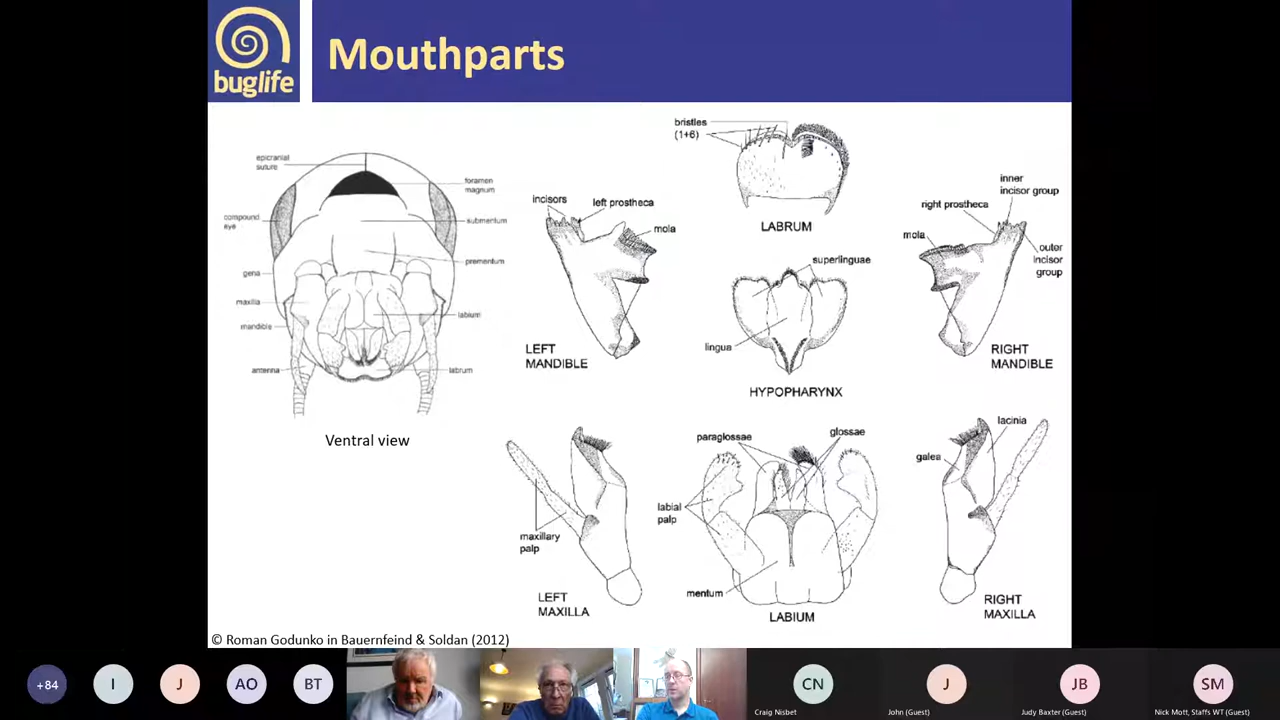 buglife
Mouthparts
epicranial
suture
foramen
magnum
compound
eye
submentum
prementum
gena
maxilla
labium
mandible
antenna
labrum
Ventral view
bristles
(1+6)
LABRUM
incisors
left prostheca
mola
LEFT
MANDIBLE
superlinguae
lingua
HYPOPHARYNX
inner
incisor group
right prostheca
mola
outer
incisor
group
RIGHT
MANDIBLE
maxillary
palp
LEFT
MAXILLA
paraglossae
glossae
labial
palp
mentum
LABIUM
lacinia
galea
RIGHT
MAXILLA
© Roman Godunko in Bauernfeind & Soldan (2012)
+84
I
J
AO
BT
CN
J
JB
SM
Craig Nisbet
John (Guest)
Judy Baxter (Guest)
Nick Mott, Staffs WT (Guest)